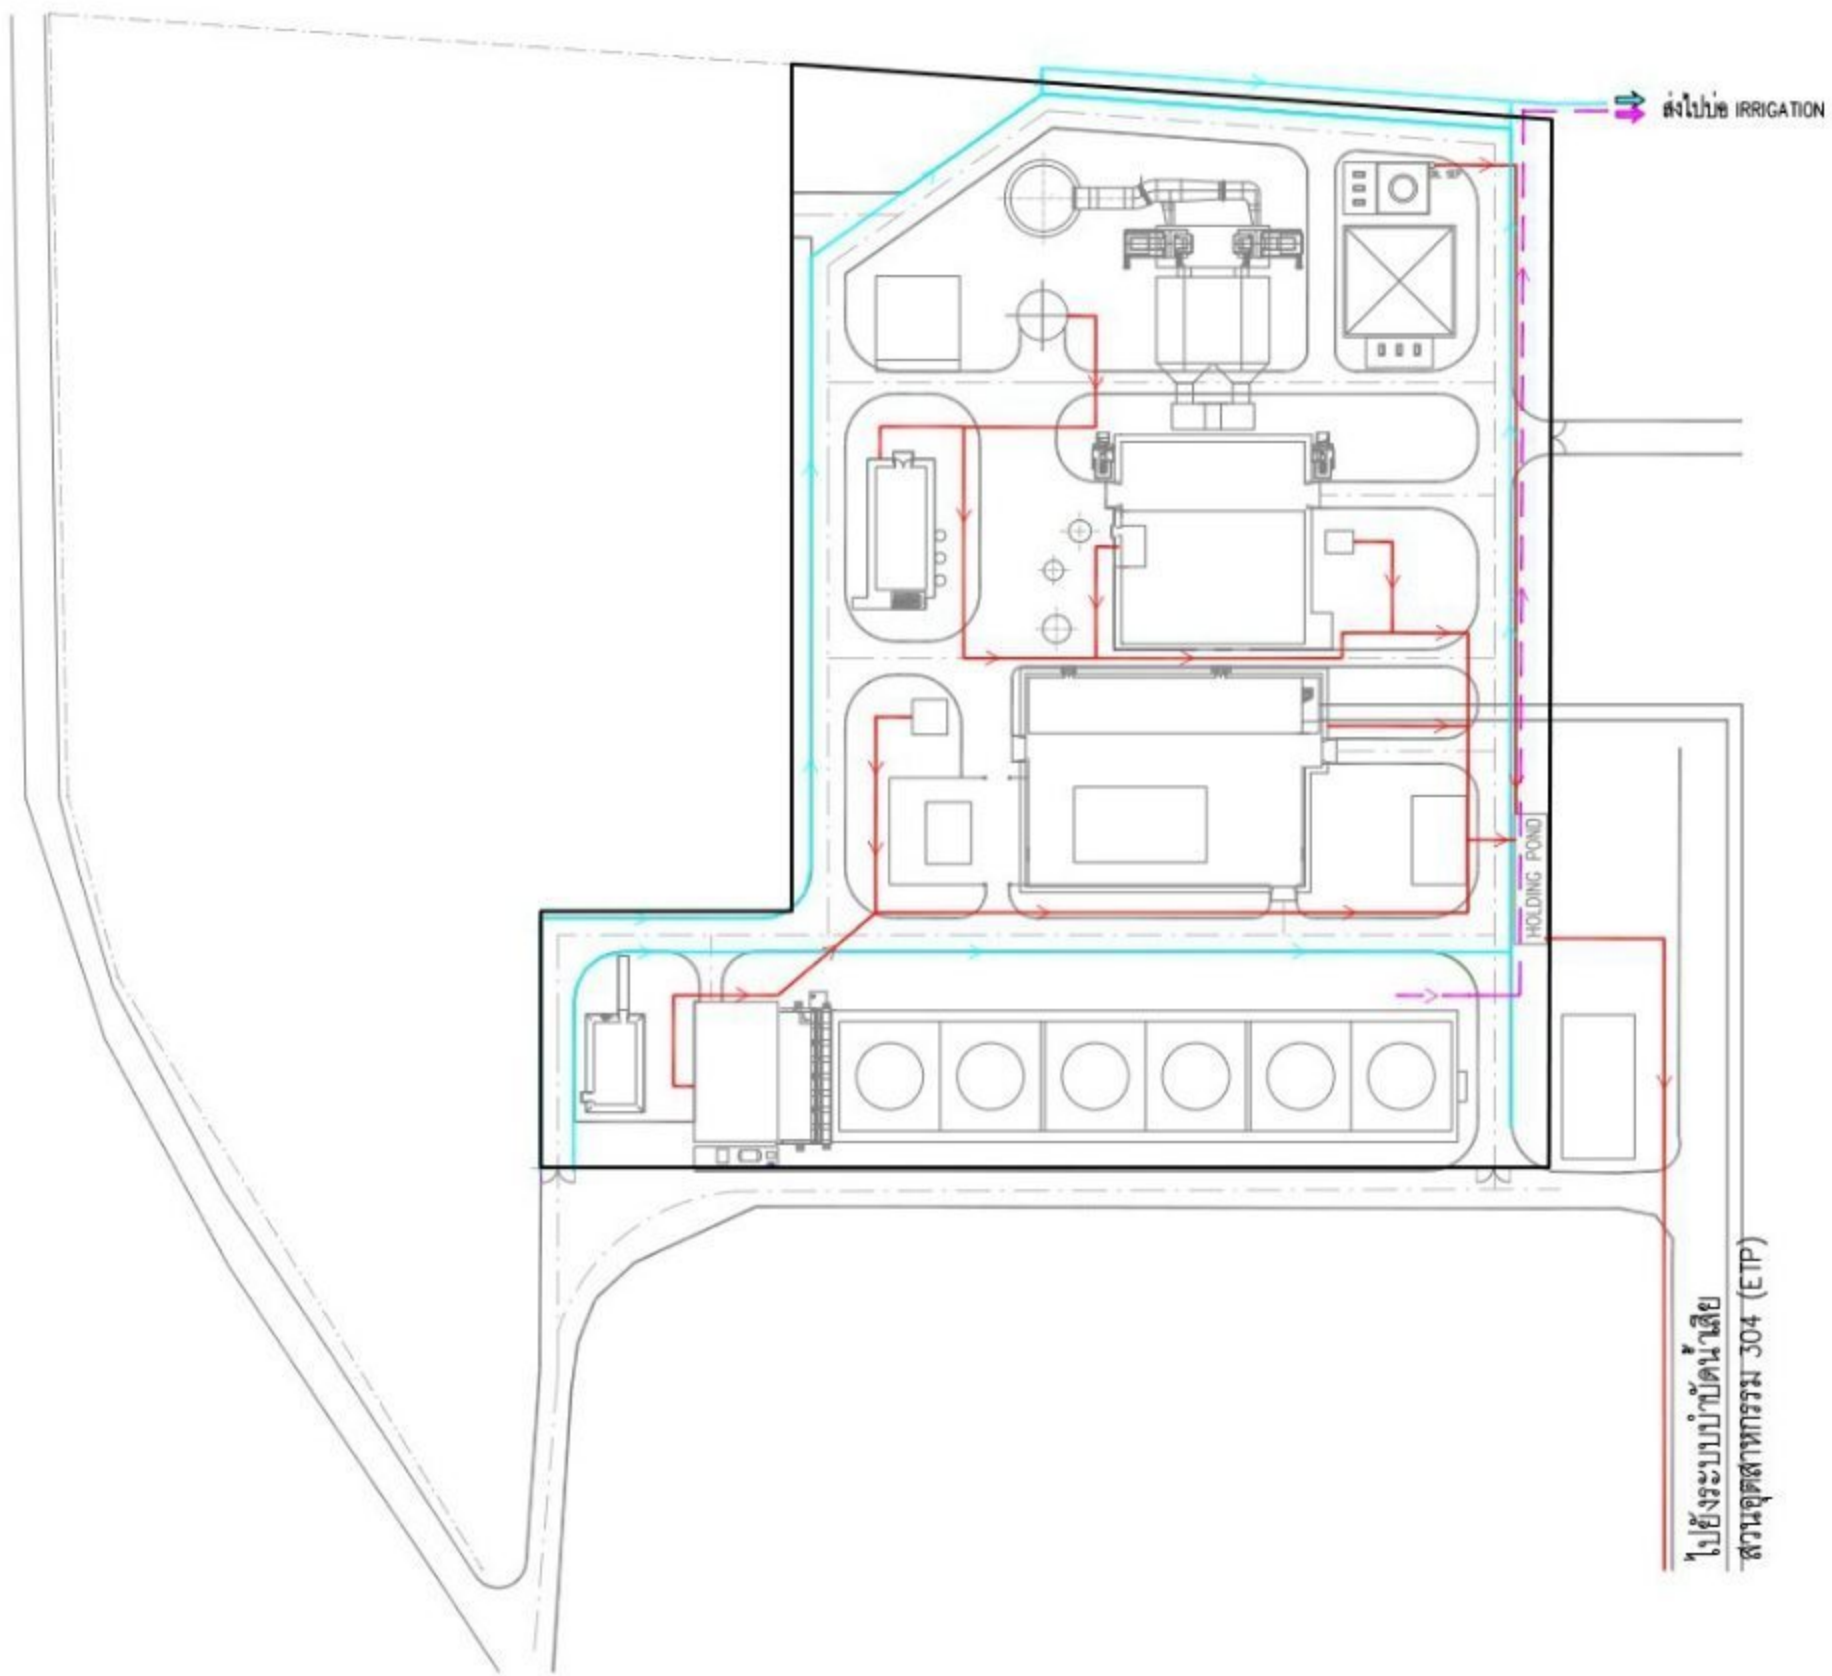 ส่งไปบ่อ IRRIGATION
OIL SEP
HOLDING POND
ไปยังระบบบำบัดน้ำเสีย
สวนอุตสาหกรรม 304 (ETP)